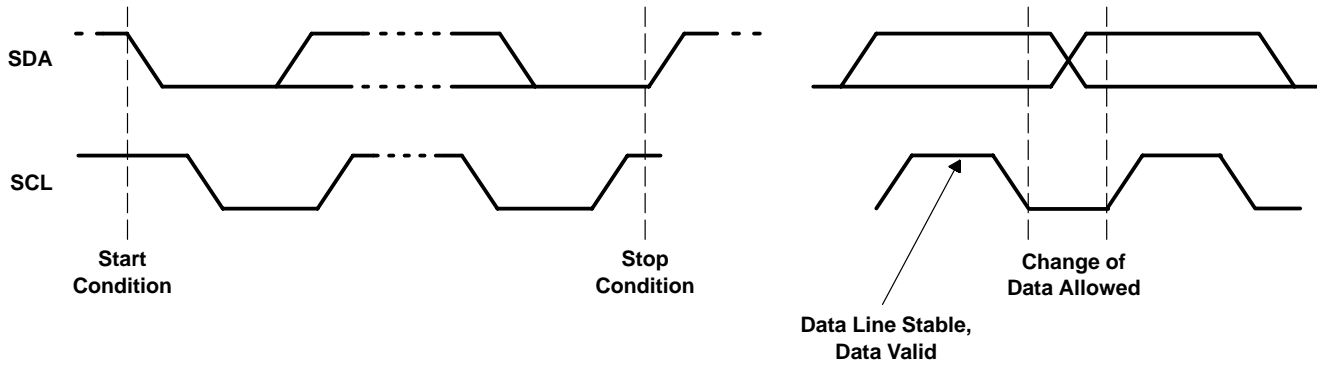 SDA
SCL
Start
Condition
Stop
Condition
Change of
Data Allowed
Data Line Stable,
Data Valid